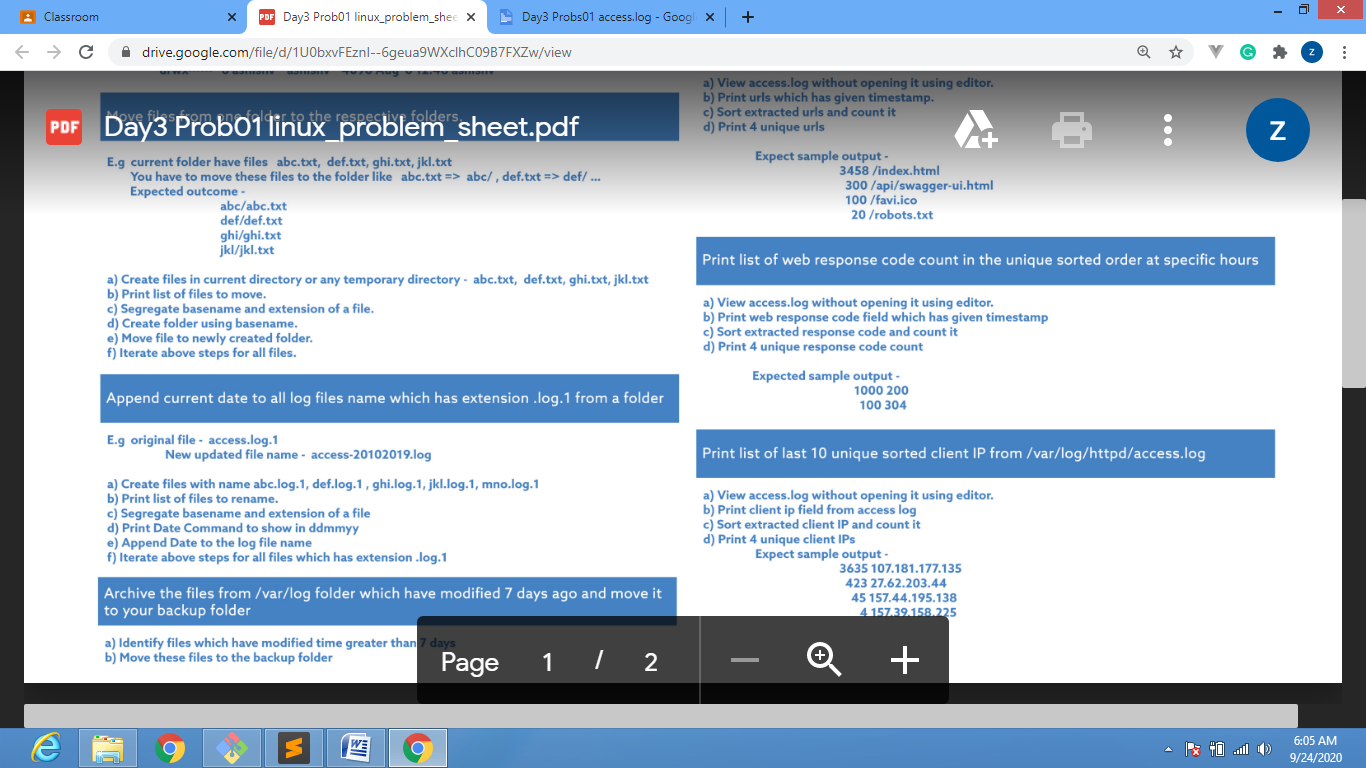 Classroom
Day3 Prob01 linux_problem_shee
Day3 Probs01 access.log - Googl
drive.google.com/file/d/1U0bxvFEznI--6geua9WXclhC09B7FXZw/view
Z
PDF
Day3 Prob01 linux_problem_sheet.pdf
Z
Move files from one folder to the respective folders.
E.g current folder have files abc.txt, def.txt, ghi.txt, jkl.txt
You have to move these files to the folder like abc.txt => abc/ , def.txt => def/ ...
Expected outcome -
abc/abc.txt
def/def.txt
ghi/ghi.txt
jkl/jkl.txt
a) Create files in current directory or any temporary directory - abc.txt, def.txt, ghi.txt, jkl.txt
b) Print list of files to move.
c) Segregate basename and extension of a file.
d) Create folder using basename.
e) Move file to newly created folder.
f) Iterate above steps for all files.
Append current date to all log files name which has extension .log.1 from a folder
E.g original file - access.log.1
New updated file name - access-20102019.log
a) Create files with name abc.log.1, def.log.1 , ghi.log.1, jkl.log.1, mno.log.1
b) Print list of files to rename.
c) Segregate basename and extension of a file
d) Print Date Command to show in ddmmyy
e) Append Date to the log file name
f) Iterate above steps for all files which has extension .log.1
Archive the files from /var/log folder which have modified 7 days ago and move it
to your backup folder
a) Identify files which have modified time greater than 7 days
b) Move these files to the backup folder
a) View access.log without opening it using editor.
b) Print urls which has given timestamp.
c) Sort extracted urls and count it
d) Print 4 unique urls
Expect sample output -
3458 /index.html
300 /api/swagger-ui.html
100 /favi.ico
20 /robots.txt
Print list of web response code count in the unique sorted order at specific hours
a) View access.log without opening it using editor.
b) Print web response code field which has given timestamp
c) Sort extracted response code and count it
d) Print 4 unique response code count
Expected sample output -
1000 200
100 304
Print list of last 10 unique sorted client IP from /var/log/httpd/access.log
a) View access.log without opening it using editor.
b) Print client ip field from access log
c) Sort extracted client IP and count it
d) Print 4 unique client IPs
Expect sample output -
3635 107.181.177.135
423 27.62.203.44
45 157.44.195.138
4 157.39.158.225
Page 1 / 2
6:05 AM
9/24/2020